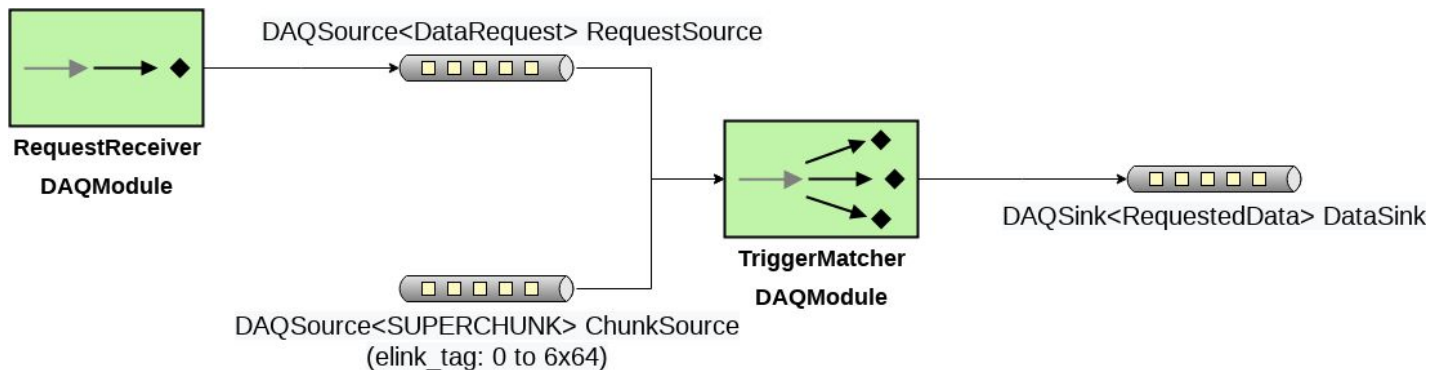 DAQSource<DataRequest> RequestSource
RequestReceiver
DAQModule
DAQSink<RequestedData> DataSink
TriggerMatcher
DAQModule
DAQSource<SUPERCHUNK> ChunkSource
(elink_tag: 0 to 6x64)